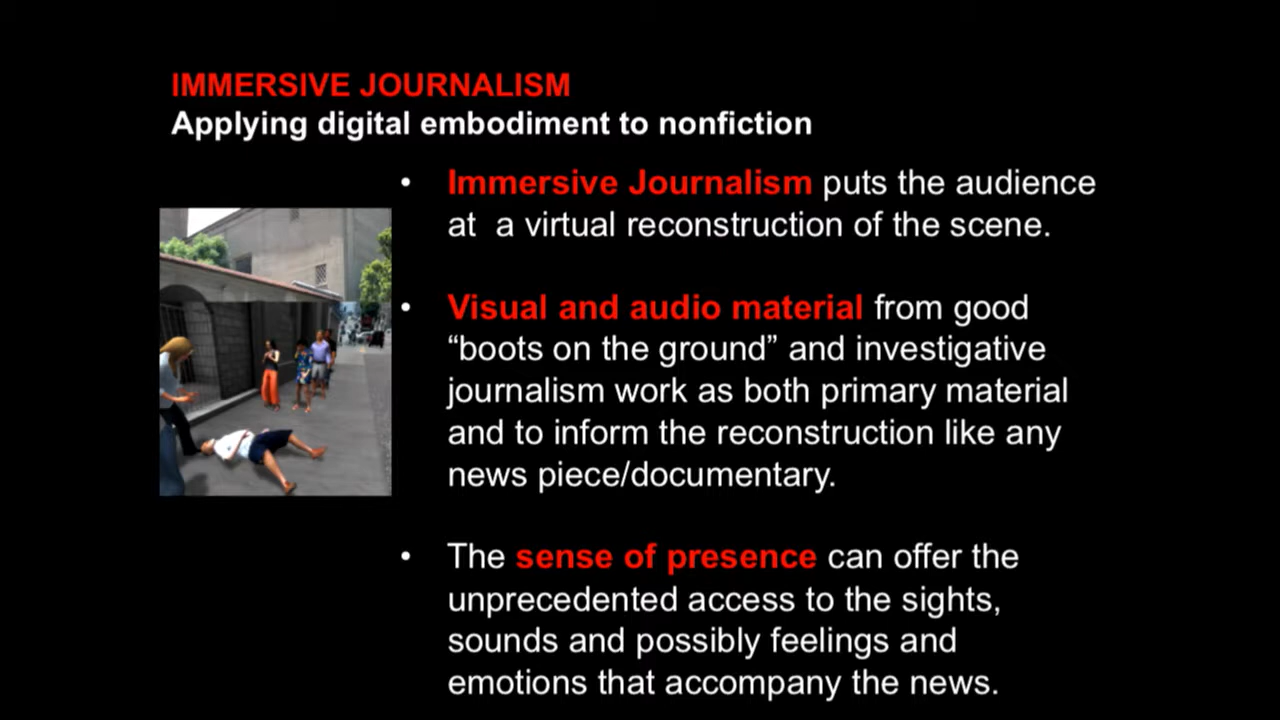 IMMERSIVE JOURNALISM
Applying digital embodiment to nonfiction
• Immersive Journalism puts the audience
at a virtual reconstruction of the scene.
• Visual and audio material from good
“boots on the ground” and investigative
journalism work as both primary material
and to inform the reconstruction like any
news piece/documentary.
• The sense of presence can offer the
unprecedented access to the sights,
sounds and possibly feelings and
emotions that accompany the news.